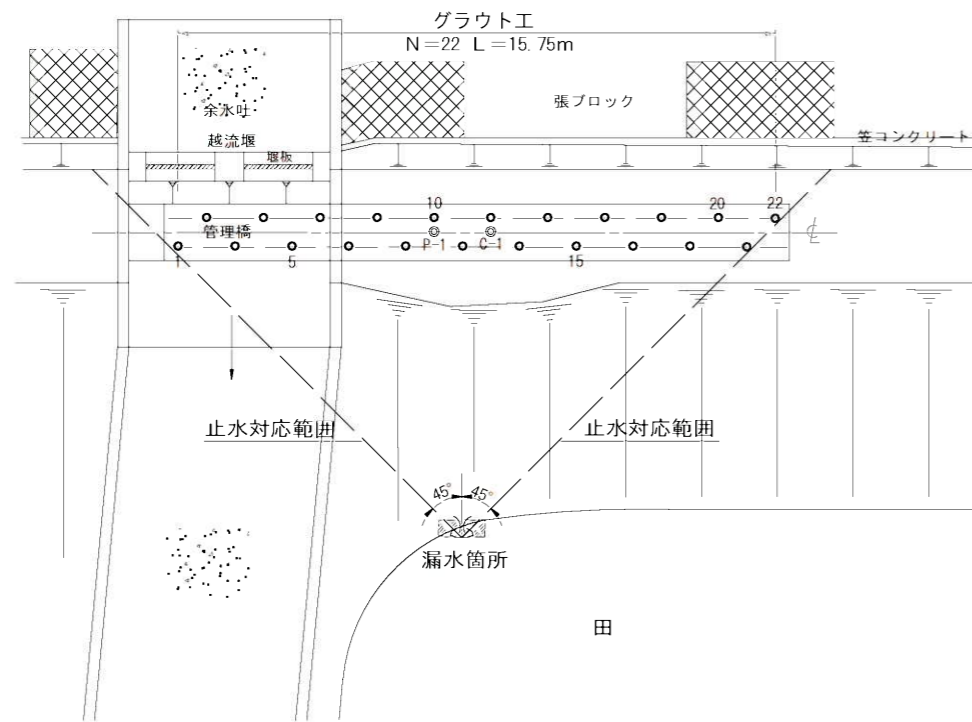 グラウト工
N=22 L=15.75m
余水吐
張ブロック
越流堰
堰板
笠コンクリート
10
20
22
管理橋
P-1
C-1
℄
1
5
15
止水対応範囲
止水対応範囲
45°
45°
漏水箇所
田